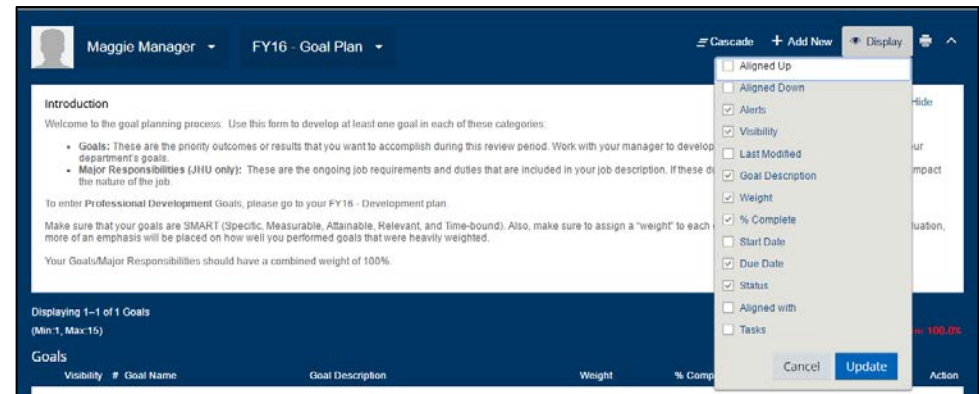 Maggie Manager FY16 - Goal Plan Cascade + Add New Display
Aligned Up
Introduction Aligned Down Hide
Welcome to the goal planning process. Use this form to develop at least one goal in each of these categories: Alerts
Visibility
Goals: These are the priority outcomes or results that you want to accomplish during this review period. Work with your manager to develop
department's goals. Last Modified
Major Responsibilities (JHU only): These are the ongoing job requirements and duties that are included in your job description. If these Goal Description mpact
the nature of the job.
Weight
To enter Professional Development Goals, please go to your FY16 - Development plan.
% Complete
Make sure that your goals are SMART (Specific, Measurable, Attainable, Relevant, and Time-bound). Also, make sure to assign a "weight" to each uation,
more of an emphasis will be placed on how well you performed goals that were heavily weighted. Start Date
Your Goals/Major Responsibilities should have a combined weight of 100%. Due Date
Status
Displaying 1–1 of 1 Goals Aligned with
(Min:1, Max:15) Tasks 100.0%
Goals
Cancel Update
Visibility # Goal Name Goal Description Weight % Comp Action